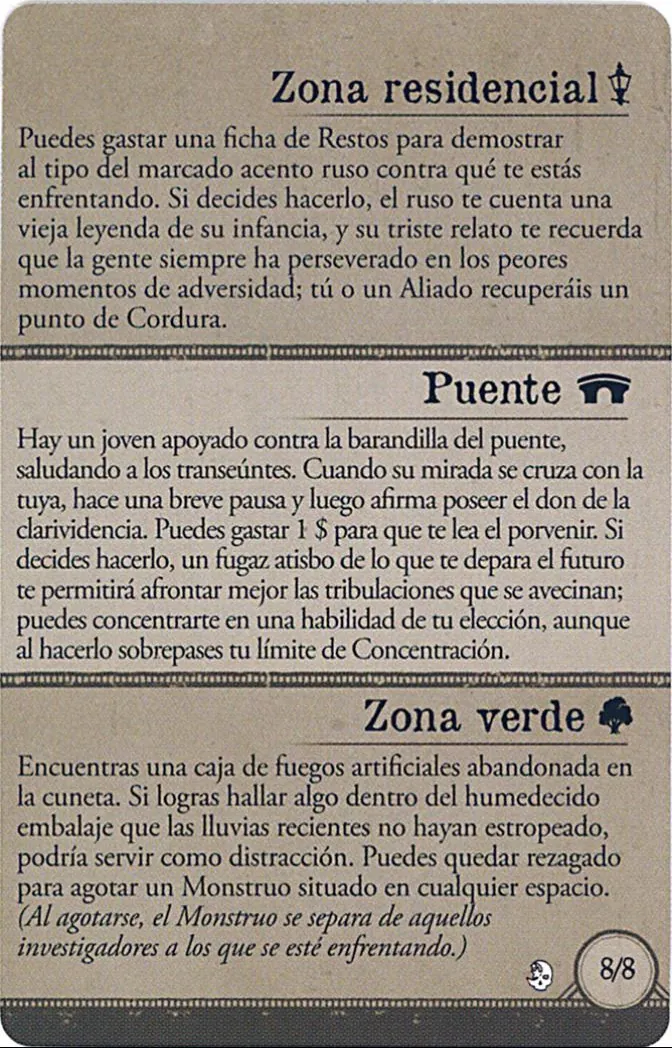 Zona residencial
Puedes gastar una ficha de Restos para demostrar
al tipo del marcado acento ruso contra qué te estás
enfrentando. Si decides hacerlo, el ruso te cuenta una
vieja leyenda de su infancia, y su triste relato te recuerda
que la gente siempre ha perseverado en los peores
momentos de adversidad; tú o un Aliado recuperáis un
punto de Cordura.
Puente
Hay un joven apoyado contra la barandilla del puente,
saludando a los transeúntes. Cuando su mirada se cruza con la
tuya, hace una breve pausa y luego afirma poseer el don de la
clarividencia. Puedes gastar 1 $ para que te lea el porvenir. Si
decides hacerlo, un fugaz atisbo de lo que te depara el futuro
te permitirá afrontar mejor las tribulaciones que se avecinan;
puedes concentrarte en una habilidad de tu elección, aunque
al hacerlo sobrepases tu límite de Concentración.
Zona verde
Encuentras una caja de fuegos artificiales abandonada en
la cuneta. Si logras hallar algo dentro del humedecido
embalaje que las lluvias recientes no hayan estropeado,
podría servir como distracción. Puedes quedar rezagado
para agotar un Monstruo situado en cualquier espacio.
(Al agotarse, el Monstruo se separa de aquellos
investigadores a los que se esté enfrentando.)
8/8